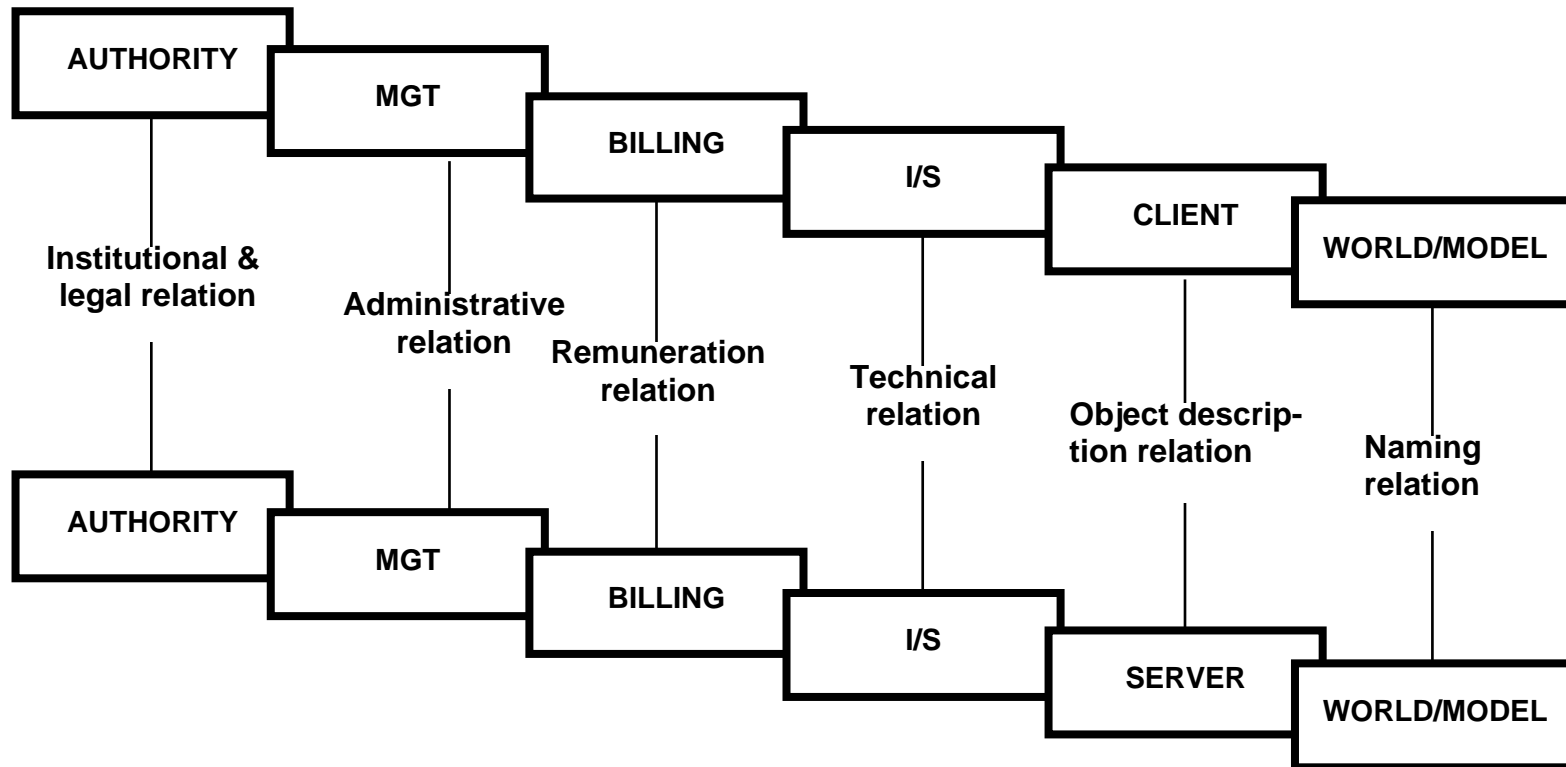 AUTHORITY
MGT
BILLING
I/S
CLIENT
WORLD/MODEL
Institutional &
legal relation
Administrative
relation
Remuneration
relation
Technical
relation
Object descrip-
tion relation
Naming
relation
AUTHORITY
MGT
BILLING
I/S
SERVER
WORLD/MODEL